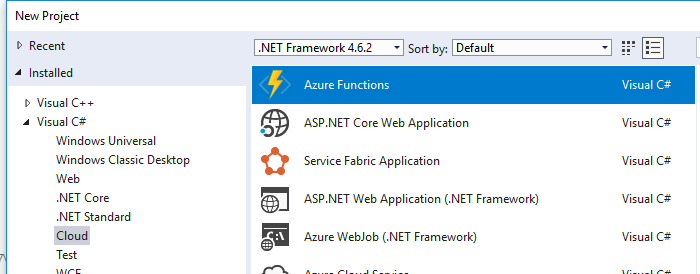 New Project
Recent
.NET Framework 4.6.2
Sort by:
Default
Installed
Visual C++
Visual C#
Windows Universal
Windows Classic Desktop
Web
.NET Core
.NET Standard
Cloud
Test
WCF
Azure Functions Visual C#
ASP.NET Core Web Application Visual C#
Service Fabric Application Visual C#
ASP.NET Web Application (.NET Framework) Visual C#
Azure WebJob (.NET Framework) Visual C#
Azure Cloud Service Visual C#